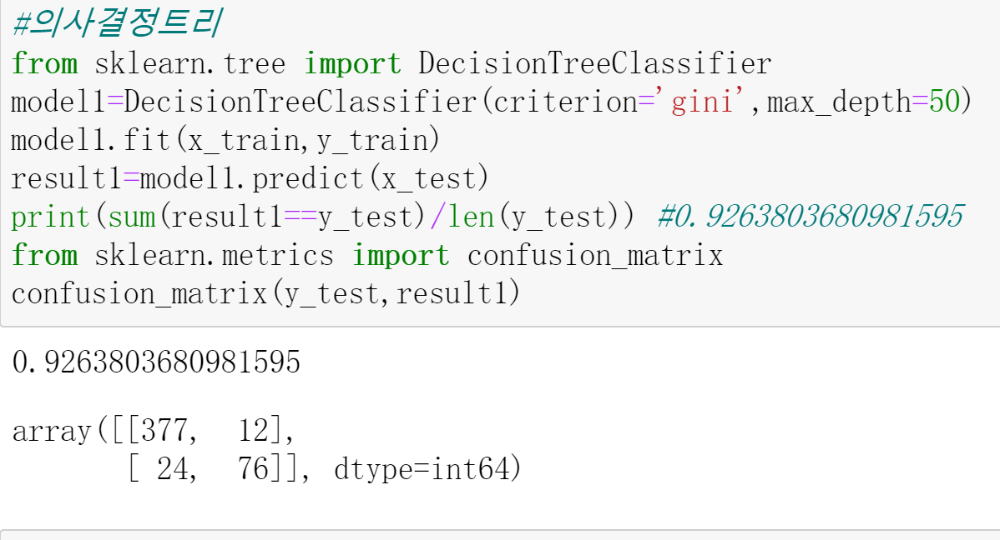 #의사결정트리
from sklearn.tree import DecisionTreeClassifier
model1=DecisionTreeClassifier(criterion='gini',max_depth=50)
model1.fit(x_train,y_train)
result1=model1.predict(x_test)
print(sum(result1==y_test)/len(y_test)) #0.9263803680981595
from sklearn.metrics import confusion_matrix
confusion_matrix(y_test,result1)
0.9263803680981595
array([[377,  12],
       [ 24,  76]], dtype=int64)